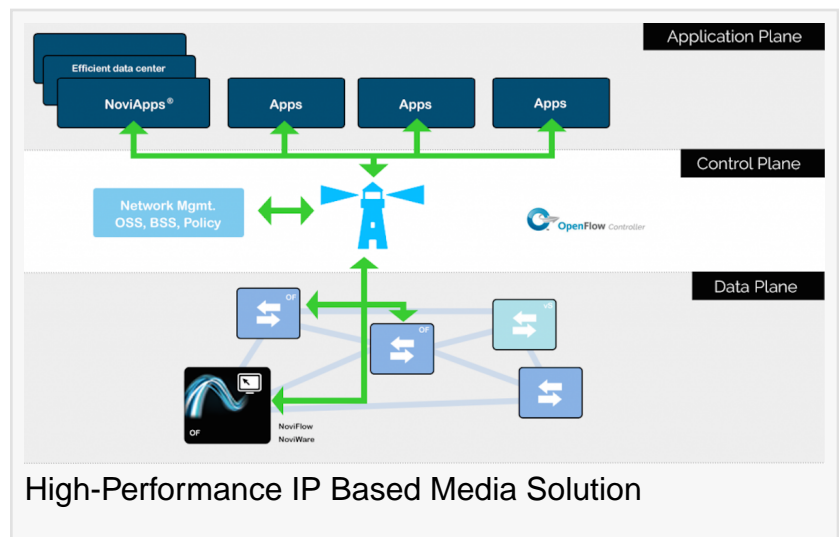 Application Plane
Efficient data center
NoviApps®
Apps
Apps
Apps
Control Plane
Network Mgmt.
OSS, BSS, Policy
OpenFlow Controller
Data Plane
OF
OF
vS
OF
NoviFlow
NoviWare
High-Performance IP Based Media Solution